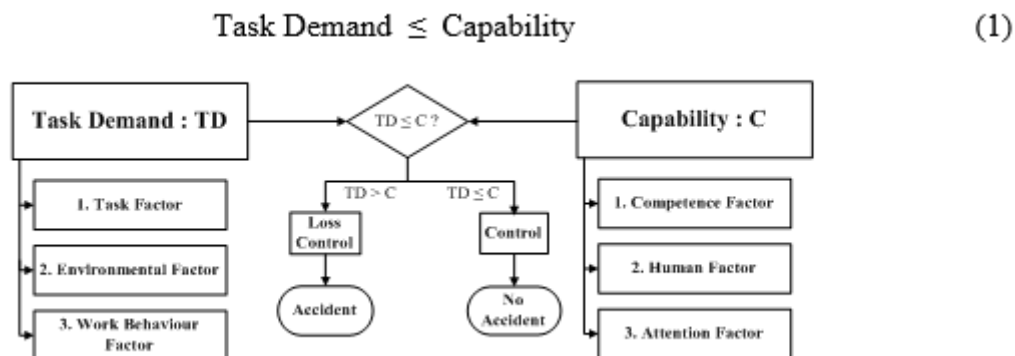 Task Demand ≤ Capability (1)
Task Demand : TD
TD ≤ C ?
Capability : C
TD > C
TD ≤ C
1. Task Factor
Loss
Control
Control
1. Competence Factor
2. Environmental Factor
2. Human Factor
Accident
No
Accident
3. Work Behaviour
Factor
3. Attention Factor